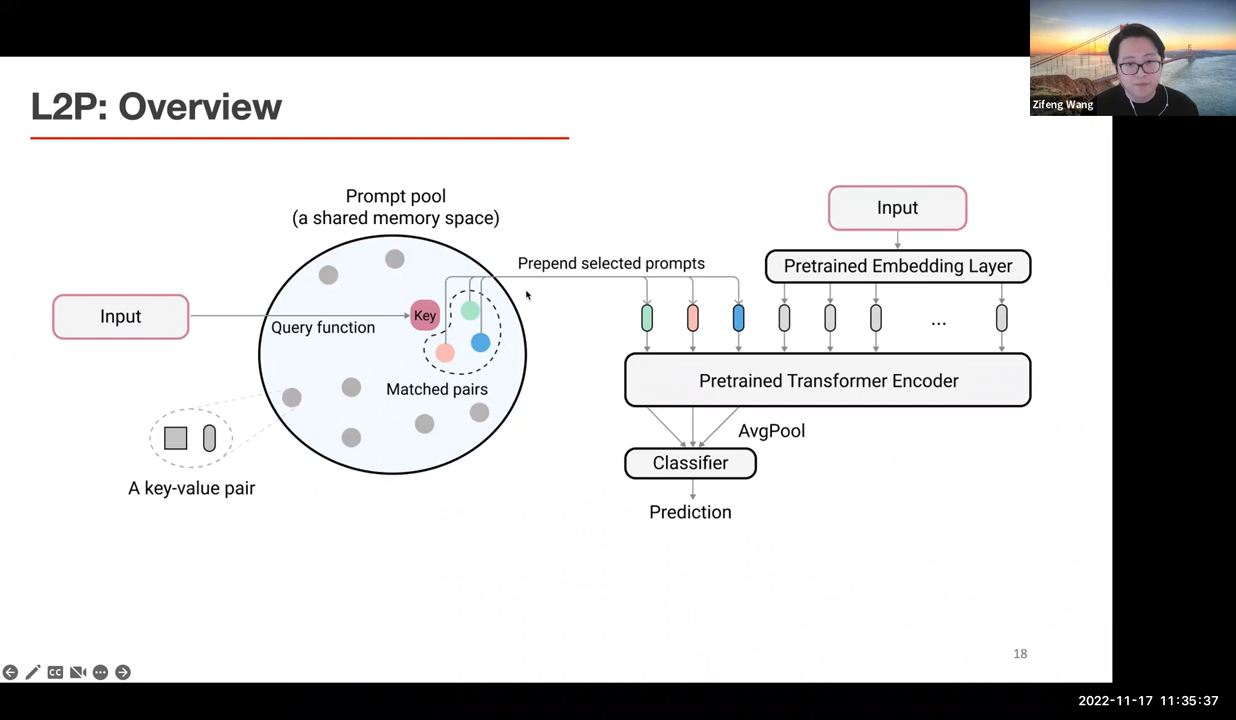 Zifeng Wang
L2P: Overview
Prompt pool
(a shared memory space)
Input
Query function
Key
Matched pairs
A key-value pair
Prepend selected prompts
Input
Pretrained Embedding Layer
...
Pretrained Transformer Encoder
AvgPool
Classifier
Prediction
18
CC
2022-11-17 11:35:37